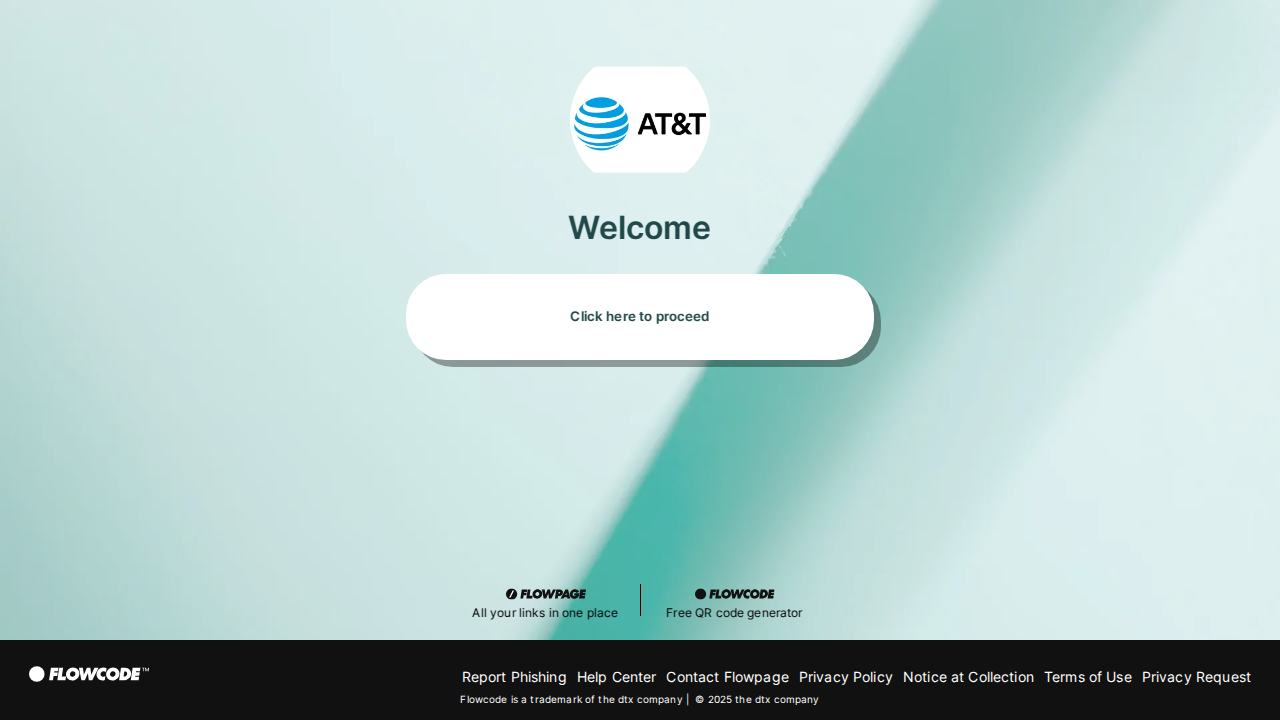 AT&T
Welcome
Click here to proceed
FLOWPAGE
All your links in one place
FLOWCODE
Free QR code generator
FLOWCODE™
Report Phishing Help Center Contact Flowpage Privacy Policy Notice at Collection Terms of Use Privacy Request
Flowcode is a trademark of the dtx company | © 2025 the dtx company